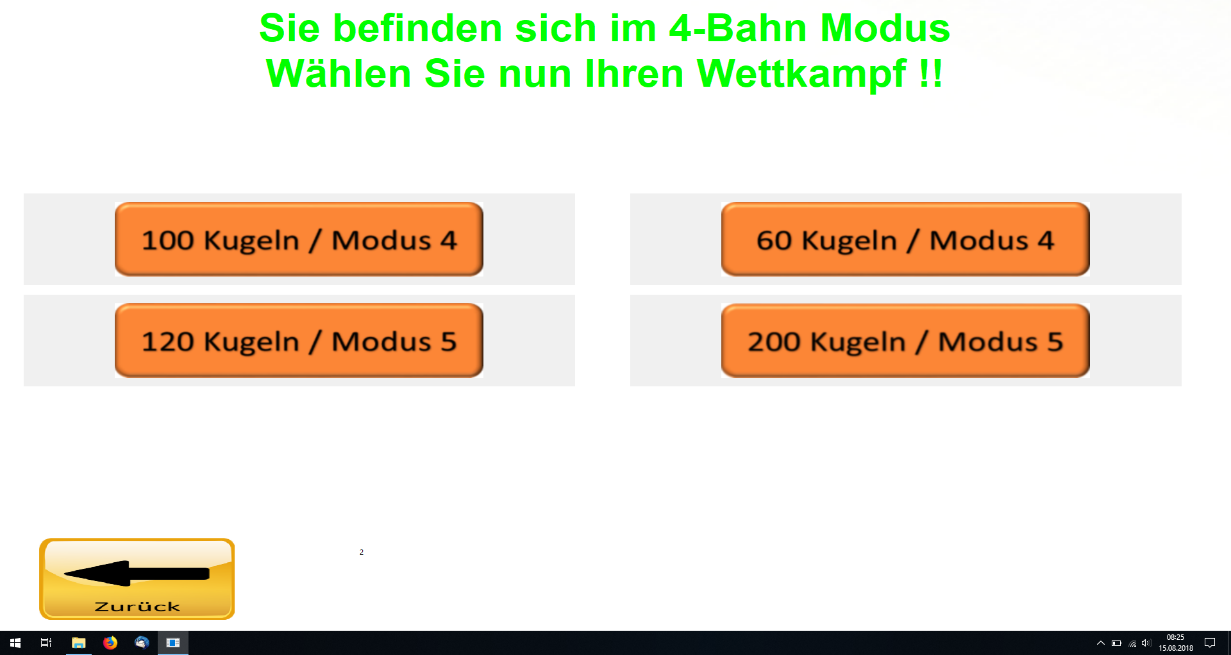 Sie befinden sich im 4-Bahn Modus
Wählen Sie nun Ihren Wettkampf !!
100 Kugeln / Modus 4
60 Kugeln / Modus 4
120 Kugeln / Modus 5
200 Kugeln / Modus 5
2
Zurück
08:25
15.08.2018